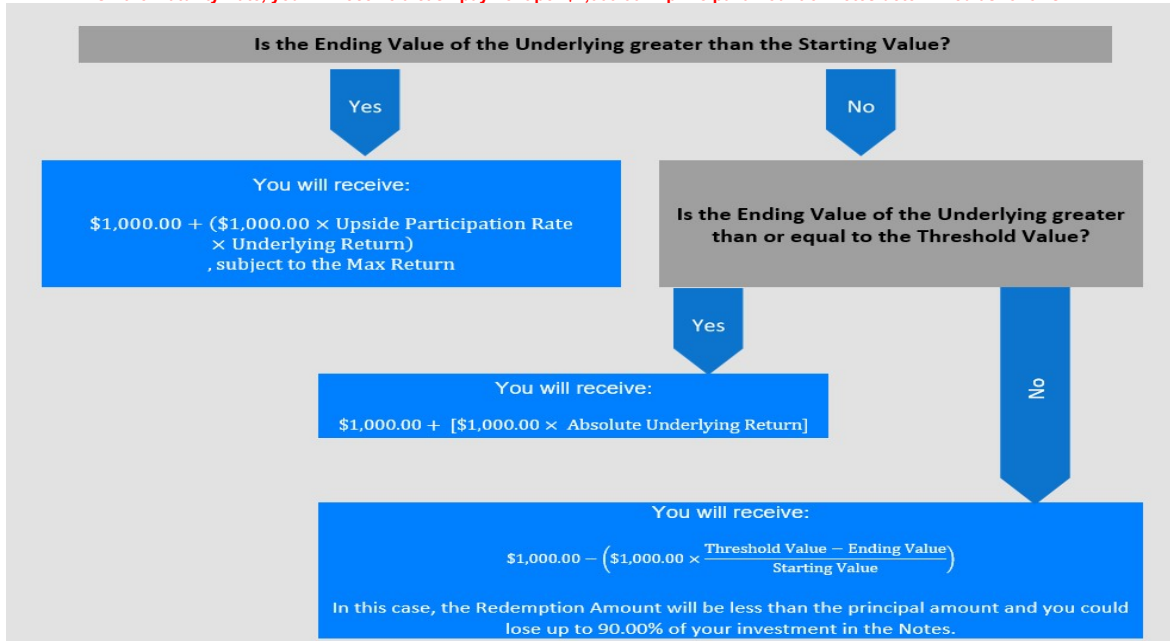 Is the Ending Value of the Underlying greater than the Starting Value?
Yes
No
You will receive:
$1,000.00 + ($1,000.00 × Upside Participation Rate
× Underlying Return)
, subject to the Max Return
Is the Ending Value of the Underlying greater
than or equal to the Threshold Value?
Yes
No
You will receive:
$1,000.00 + [$1,000.00 × Absolute Underlying Return]
You will receive:
$1,000.00 − ($1,000.00 × Threshold Value − Ending Value
Starting Value)
In this case, the Redemption Amount will be less than the principal amount and you could
lose up to 90.00% of your investment in the Notes.